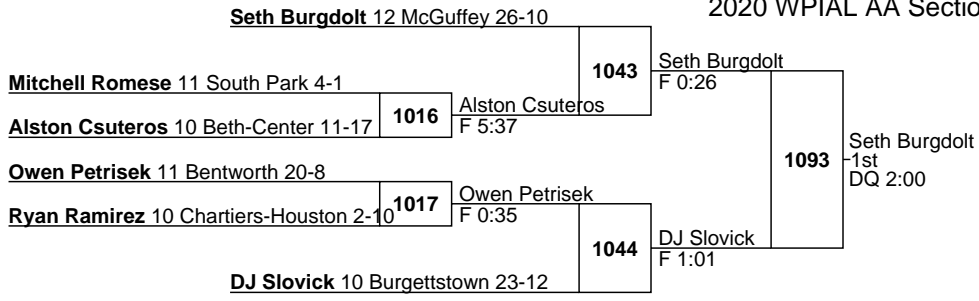 2020 WPIAL AA Sectio
Seth Burgdolt 12 McGuffey 26-10
1043
Seth Burgdolt
F 0:26
Mitchell Romese 11 South Park 4-1
1016
Alston Csuteros
F 5:37
Alston Csuteros 10 Beth-Center 11-17
1093
Seth Burgdolt
1st
DQ 2:00
Owen Petrisek 11 Bentworth 20-8
1017
Owen Petrisek
F 0:35
Ryan Ramirez 10 Chartiers-Houston 2-10
1044
DJ Slovick
F 1:01
DJ Slovick 10 Burgettstown 23-12